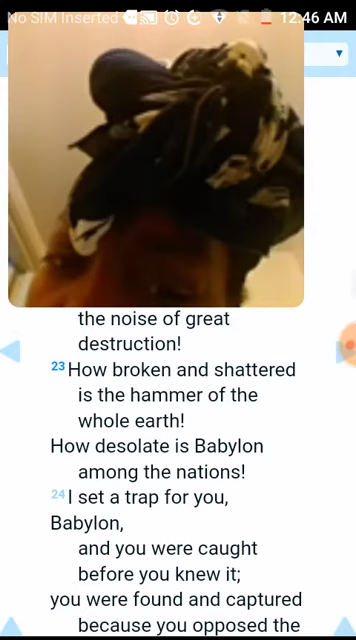 No SIM Inserted 12:46 AM
the noise of great
destruction!
23 How broken and shattered
is the hammer of the
whole earth!
How desolate is Babylon
among the nations!
24 I set a trap for you,
Babylon,
and you were caught
before you knew it;
you were found and captured
because you opposed the